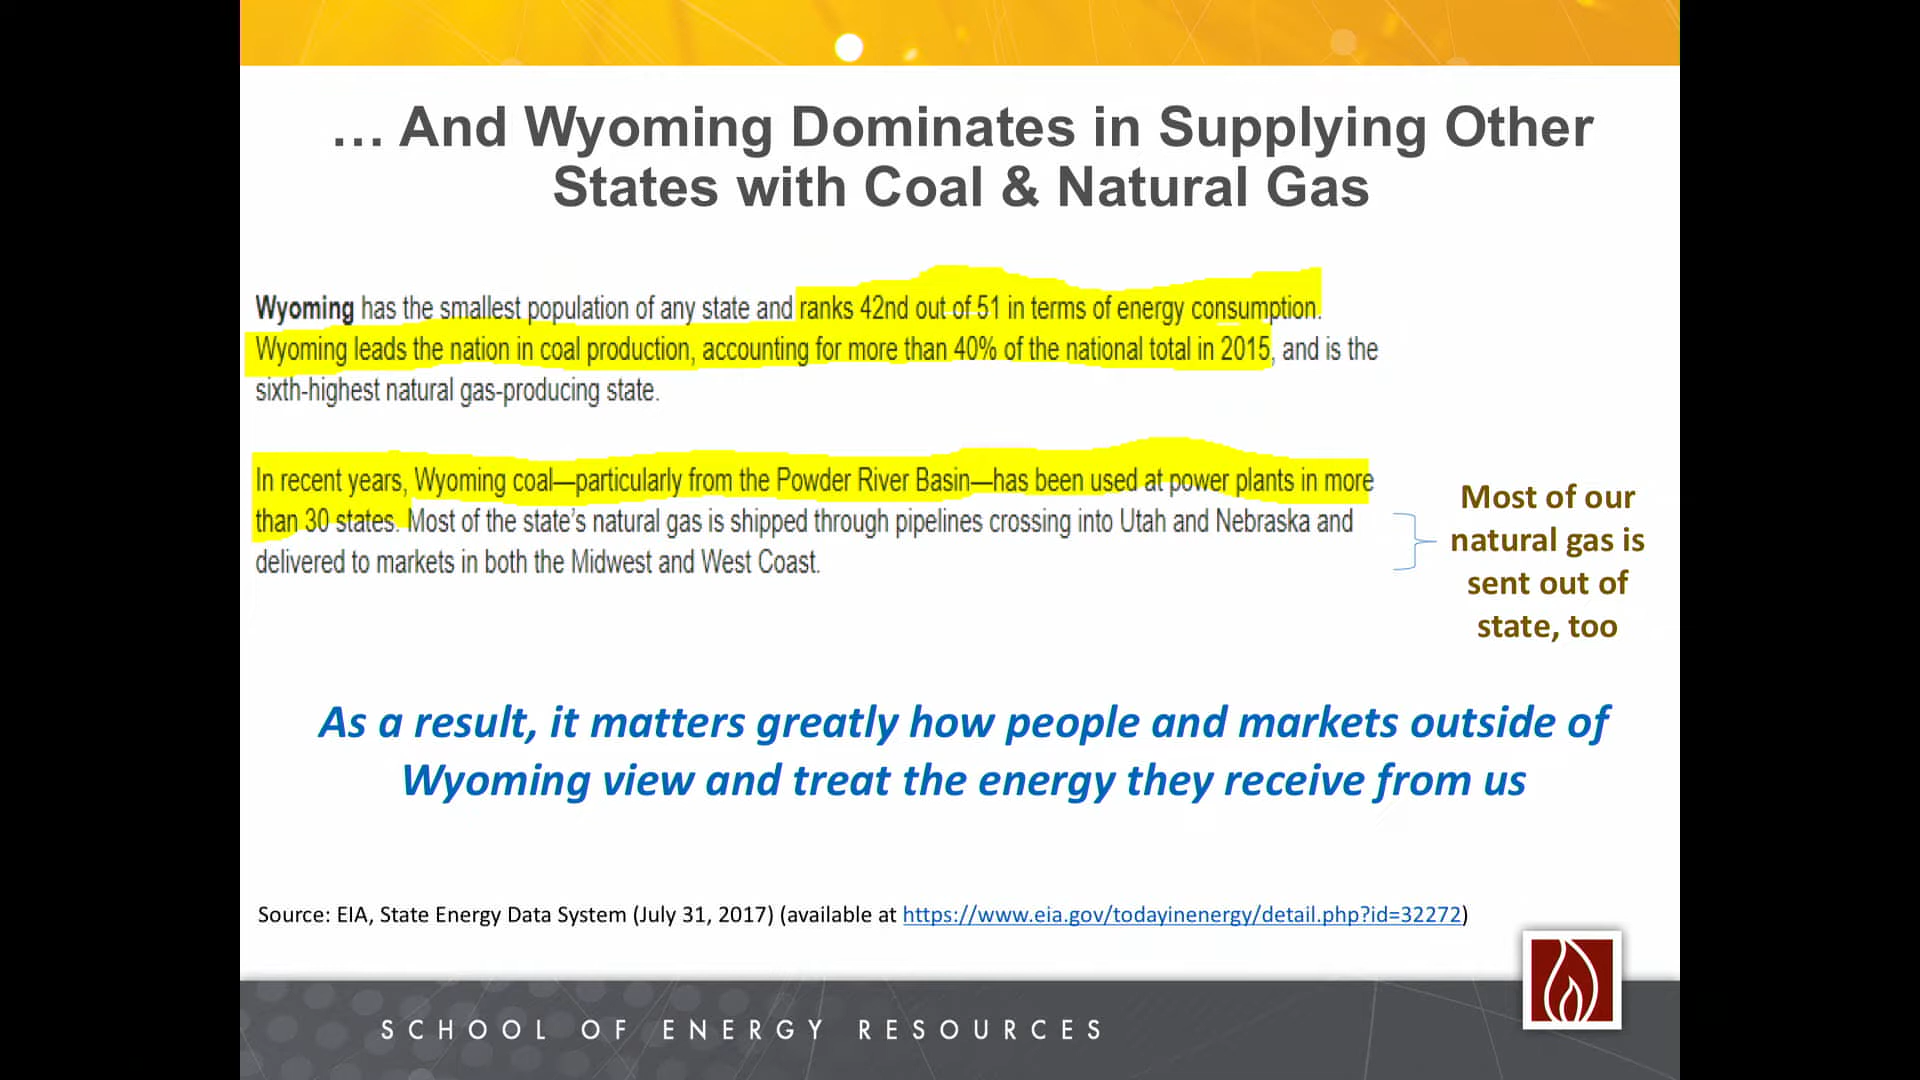 … And Wyoming Dominates in Supplying Other
States with Coal & Natural Gas
Wyoming has the smallest population of any state and ranks 42nd out of 51 in terms of energy consumption.
Wyoming leads the nation in coal production, accounting for more than 40% of the national total in 2015, and is the
sixth-highest natural gas-producing state.
In recent years, Wyoming coal—particularly from the Powder River Basin—has been used at power plants in more
than 30 states. Most of the state’s natural gas is shipped through pipelines crossing into Utah and Nebraska and
delivered to markets in both the Midwest and West Coast.
Most of our
natural gas is
sent out of
state, too
As a result, it matters greatly how people and markets outside of
Wyoming view and treat the energy they receive from us
Source: EIA, State Energy Data System (July 31, 2017) (available at https://www.eia.gov/todayinenergy/detail.php?id=32272)
SCHOOL OF ENERGY RESOURCES